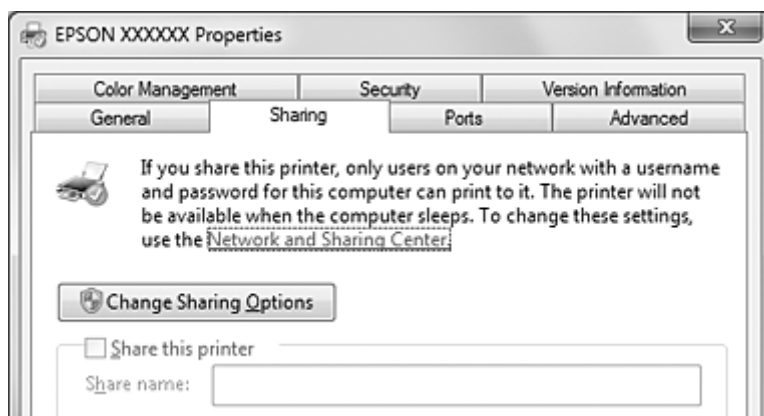 EPSON XXXXXX Properties
Color Management Security Version Information
General Sharing Ports Advanced
If you share this printer, only users on your network with a username
and password for this computer can print to it. The printer will not
be available when the computer sleeps. To change these settings,
use the Network and Sharing Center.
Change Sharing Options
Share this printer
Share name: